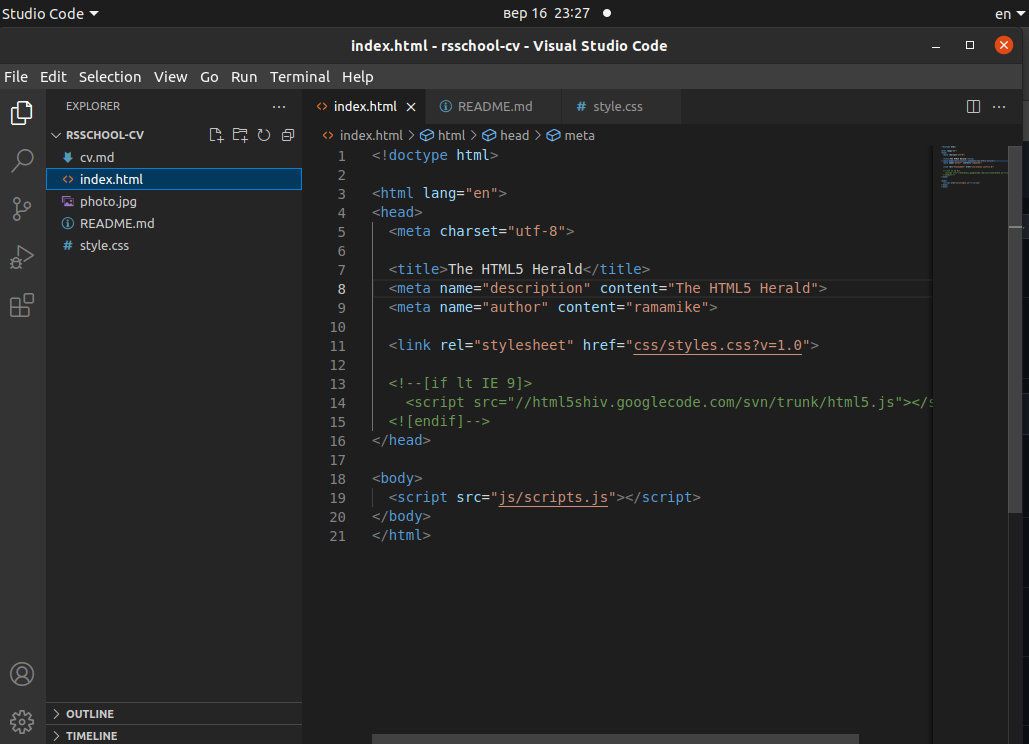 Studio Code
вер 16 23:27
en
index.html - rsschool-cv - Visual Studio Code
File Edit Selection View Go Run Terminal Help
EXPLORER
RSSCHOOL-CV
cv.md
index.html
photo.jpg
README.md
style.css
OUTLINE
TIMELINE
index.html README.md style.css
index.html > html > head > meta
1 <!doctype html>
2
3 <html lang="en">
4 <head>
5 <meta charset="utf-8">
6
7 <title>The HTML5 Herald</title>
8 <meta name="description" content="The HTML5 Herald">
9 <meta name="author" content="ramamike">
10
11 <link rel="stylesheet" href="css/styles.css?v=1.0">
12
13 <!--[if lt IE 9]>
14 <script src="//html5shiv.googlecode.com/svn/trunk/html5.js"></s
15 <![endif]-->
16 </head>
17
18 <body>
19 <script src="js/scripts.js"></script>
20 </body>
21 </html>